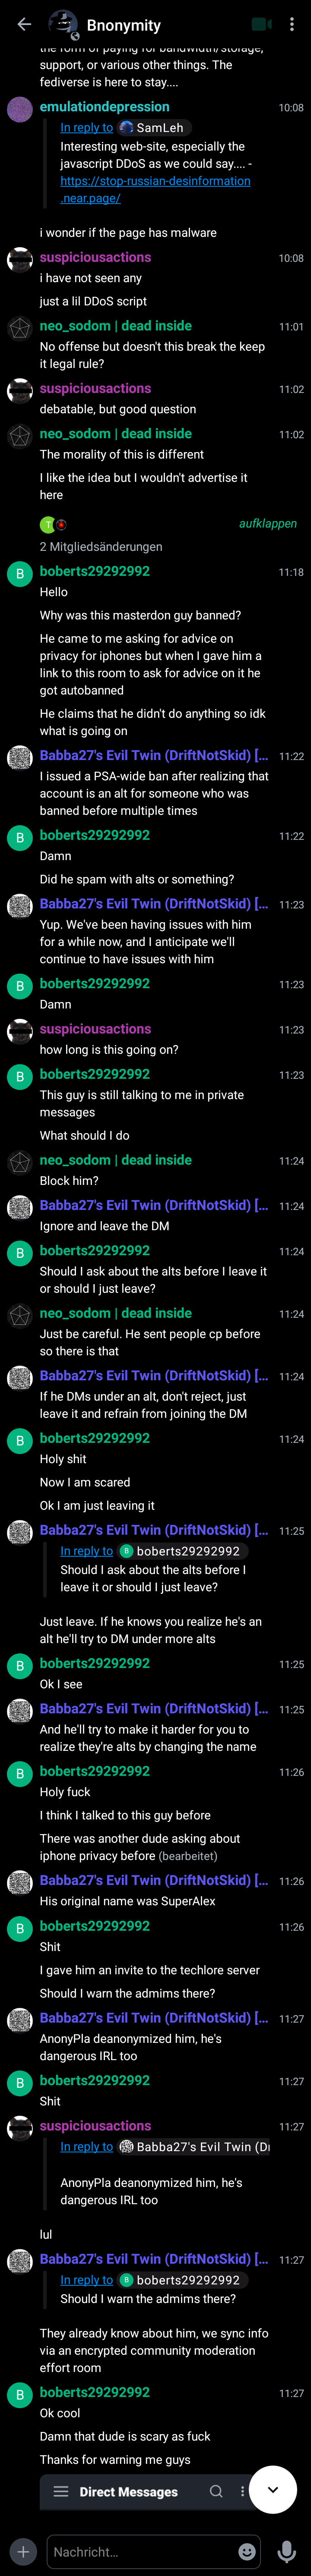 Bnonymity
the form of paying for bandwidth/storage,
support, or various other things. The
fediverse is here to stay....
emulationdepression 10:08
In reply to SamLeh
Interesting web-site, especially the
javascript DDoS as we could say.... -
https://stop-russian-desinformation
.near.page/
i wonder if the page has malware
suspiciousactions 10:08
i have not seen any
just a lil DDoS script
neo_sodom | dead inside 11:01
No offense but doesn't this break the keep
it legal rule?
suspiciousactions 11:02
debatable, but good question
neo_sodom | dead inside 11:02
The morality of this is different
I like the idea but I wouldn't advertise it
here
T aufklappen
2 Mitgliedsänderungen
B boberts29292992 11:18
Hello
Why was this masterdon guy banned?
He came to me asking for advice on
privacy for iphones but when I gave him a
link to this room to ask for advice on it he
got autobanned
He claims that he didn't do anything so idk
what is going on
Babba27's Evil Twin (DriftNotSkid) [... 11:22
I issued a PSA-wide ban after realizing that
account is an alt for someone who was
banned before multiple times
B boberts29292992 11:22
Damn
Did he spam with alts or something?
Babba27's Evil Twin (DriftNotSkid) [... 11:23
Yup. We've been having issues with him
for a while now, and I anticipate we'll
continue to have issues with him
B boberts29292992 11:23
Damn
suspiciousactions 11:23
how long is this going on?
B boberts29292992 11:23
This guy is still talking to me in private
messages
What should I do
neo_sodom | dead inside 11:24
Block him?
Babba27's Evil Twin (DriftNotSkid) [... 11:24
Ignore and leave the DM
B boberts29292992 11:24
Should I ask about the alts before I leave it
or should I just leave?
neo_sodom | dead inside 11:24
Just be careful. He sent people cp before
so there is that
Babba27's Evil Twin (DriftNotSkid) [... 11:24
If he DMs under an alt, don't reject, just
leave it and refrain from joining the DM
B boberts29292992 11:24
Holy shit
Now I am scared
Ok I am just leaving it
Babba27's Evil Twin (DriftNotSkid) [... 11:25
In reply to B boberts29292992
Should I ask about the alts before I
leave it or should I just leave?
Just leave. If he knows you realize he's an
alt he'll try to DM under more alts
B boberts29292992 11:25
Ok I see
Babba27's Evil Twin (DriftNotSkid) [... 11:25
And he'll try to make it harder for you to
realize they're alts by changing the name
B boberts29292992 11:26
Holy fuck
I think I talked to this guy before
There was another dude asking about
iphone privacy before (bearbeitet)
Babba27's Evil Twin (DriftNotSkid) [... 11:26
His original name was SuperAlex
B boberts29292992 11:26
Shit
I gave him an invite to the techlore server
Should I warn the admims there?
Babba27's Evil Twin (DriftNotSkid) [... 11:27
AnonyPla deanonymized him, he's
dangerous IRL too
B boberts29292992 11:27
Shit
suspiciousactions 11:27
In reply to Babba27's Evil Twin (Dr
AnonyPla deanonymized him, he's
dangerous IRL too
lul
Babba27's Evil Twin (DriftNotSkid) [... 11:27
In reply to B boberts29292992
Should I warn the admims there?
They already know about him, we sync info
via an encrypted community moderation
effort room
B boberts29292992 11:27
Ok cool
Damn that dude is scary as fuck
Thanks for warning me guys
Direct Messages
Nachricht...